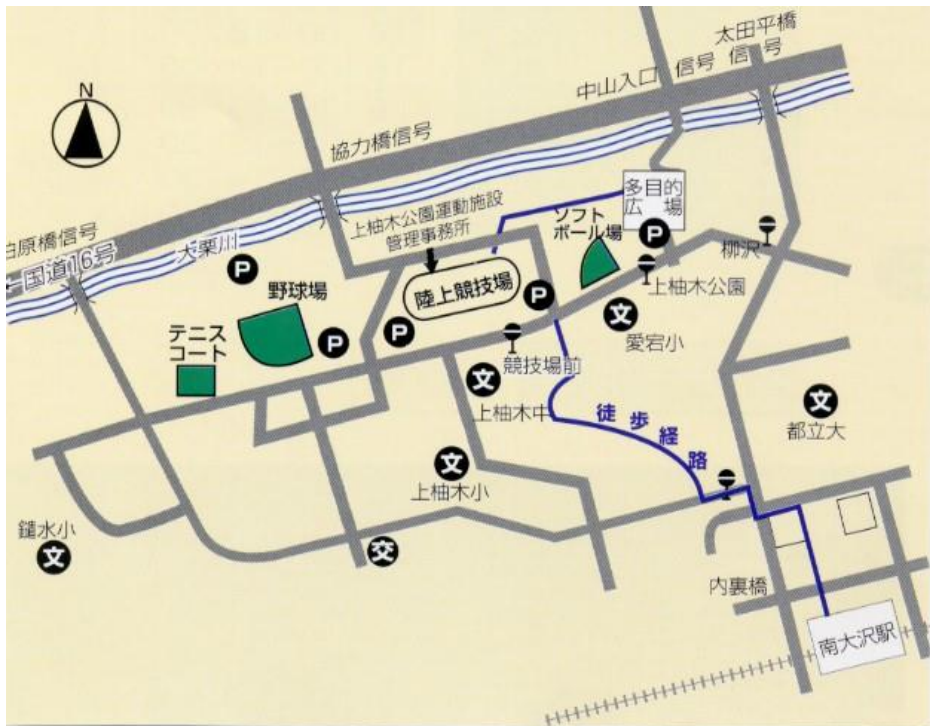 N
太田平橋
信号
中山入口 信号
協力橋信号
上柚木公園運動施設
管理事務所
多目的
広場
ソフト
ボール場
P
柳沢
原橋信号
国道16号
大栗川
P
野球場
陸上競技場
P
上柚木公園
テニス
コート
P
P
文
愛宕小
競技場前
文
上柚木中
徒歩経路
文
都立大
文
上柚木小
鑓水小
文
交
内裏橋
南大沢駅